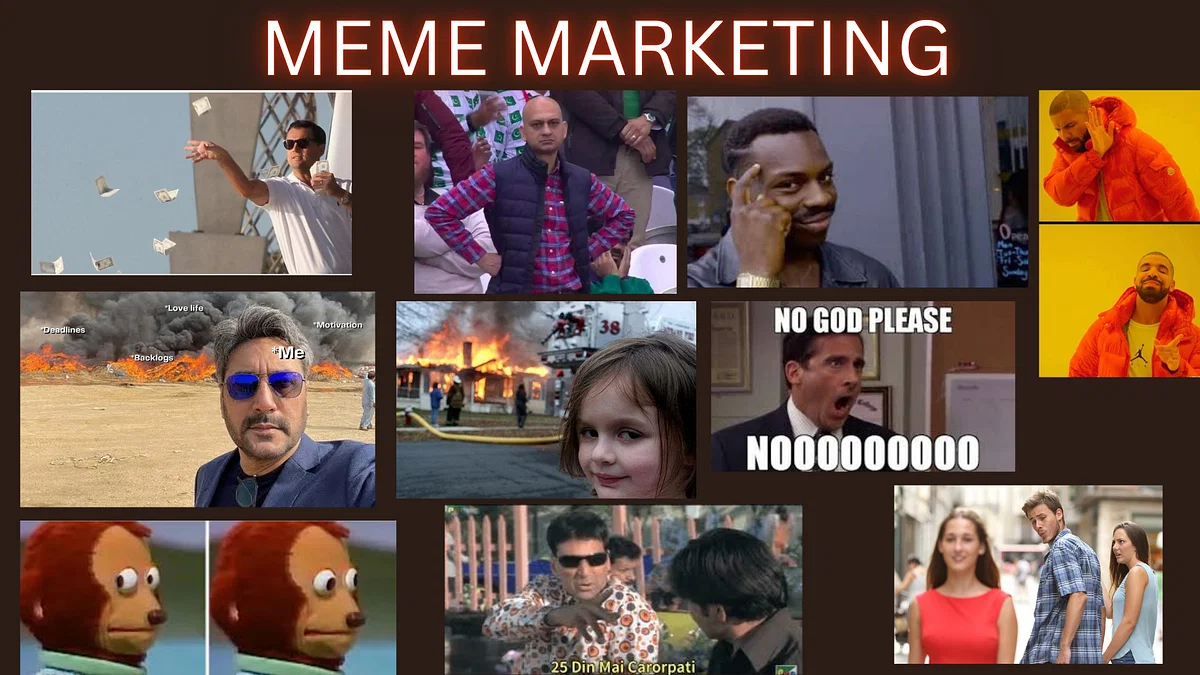 MEME MARKETING
*Love life
*Deadlines
*Motivation
*Backlogs
*Me
38
NO GOD PLEASE
NOOOOOOOOO
25 Din Mai Carorpati